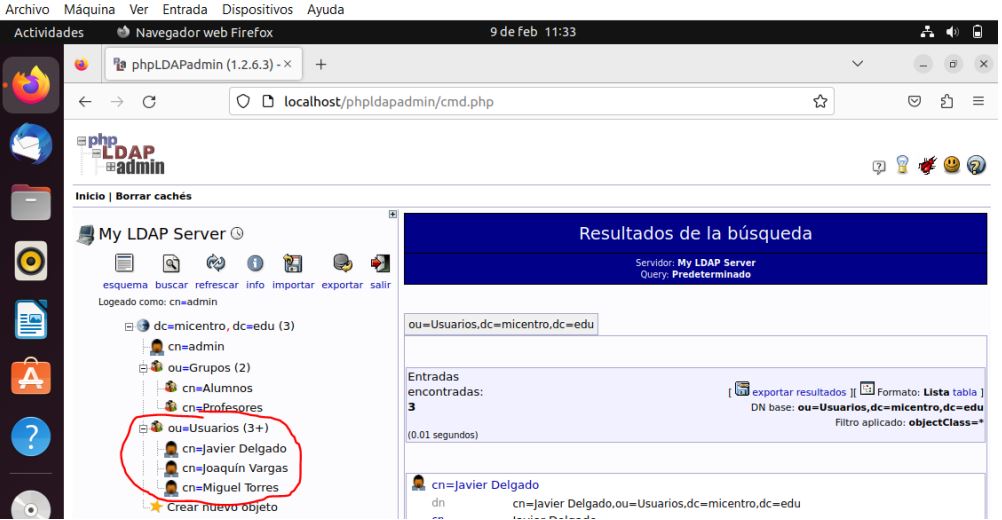 Archivo Máquina Ver Entrada Dispositivos Ayuda
Actividades Navegador web Firefox 9 de feb 11:33
phpLDAPadmin (1.2.6.3) - ×
localhost/phpldapadmin/cmd.php
php
LDAP
admin
Inicio | Borrar cachés
My LDAP Server
esquema buscar refrescar info importar exportar salir
Logeado como: cn=admin
dc=micentro, dc=edu (3)
cn=admin
ou=Grupos (2)
cn=Alumnos
cn=Profesores
ou=Usuarios (3+)
cn=Javier Delgado
cn=Joaquín Vargas
cn=Miguel Torres
Crear nuevo objeto
Resultados de la búsqueda
Servidor: My LDAP Server
Query: Predeterminado
ou=Usuarios,dc=micentro,dc=edu
Entradas
encontradas:
3
(0.01 segundos)
[ exportar resultados ][ Formato: Lista tabla ]
DN base: ou=Usuarios,dc=micentro,dc=edu
Filtro aplicado: objectClass=*
cn=Javier Delgado
dn cn=Javier Delgado,ou=Usuarios,dc=micentro,dc=edu
cn Javier Delgado